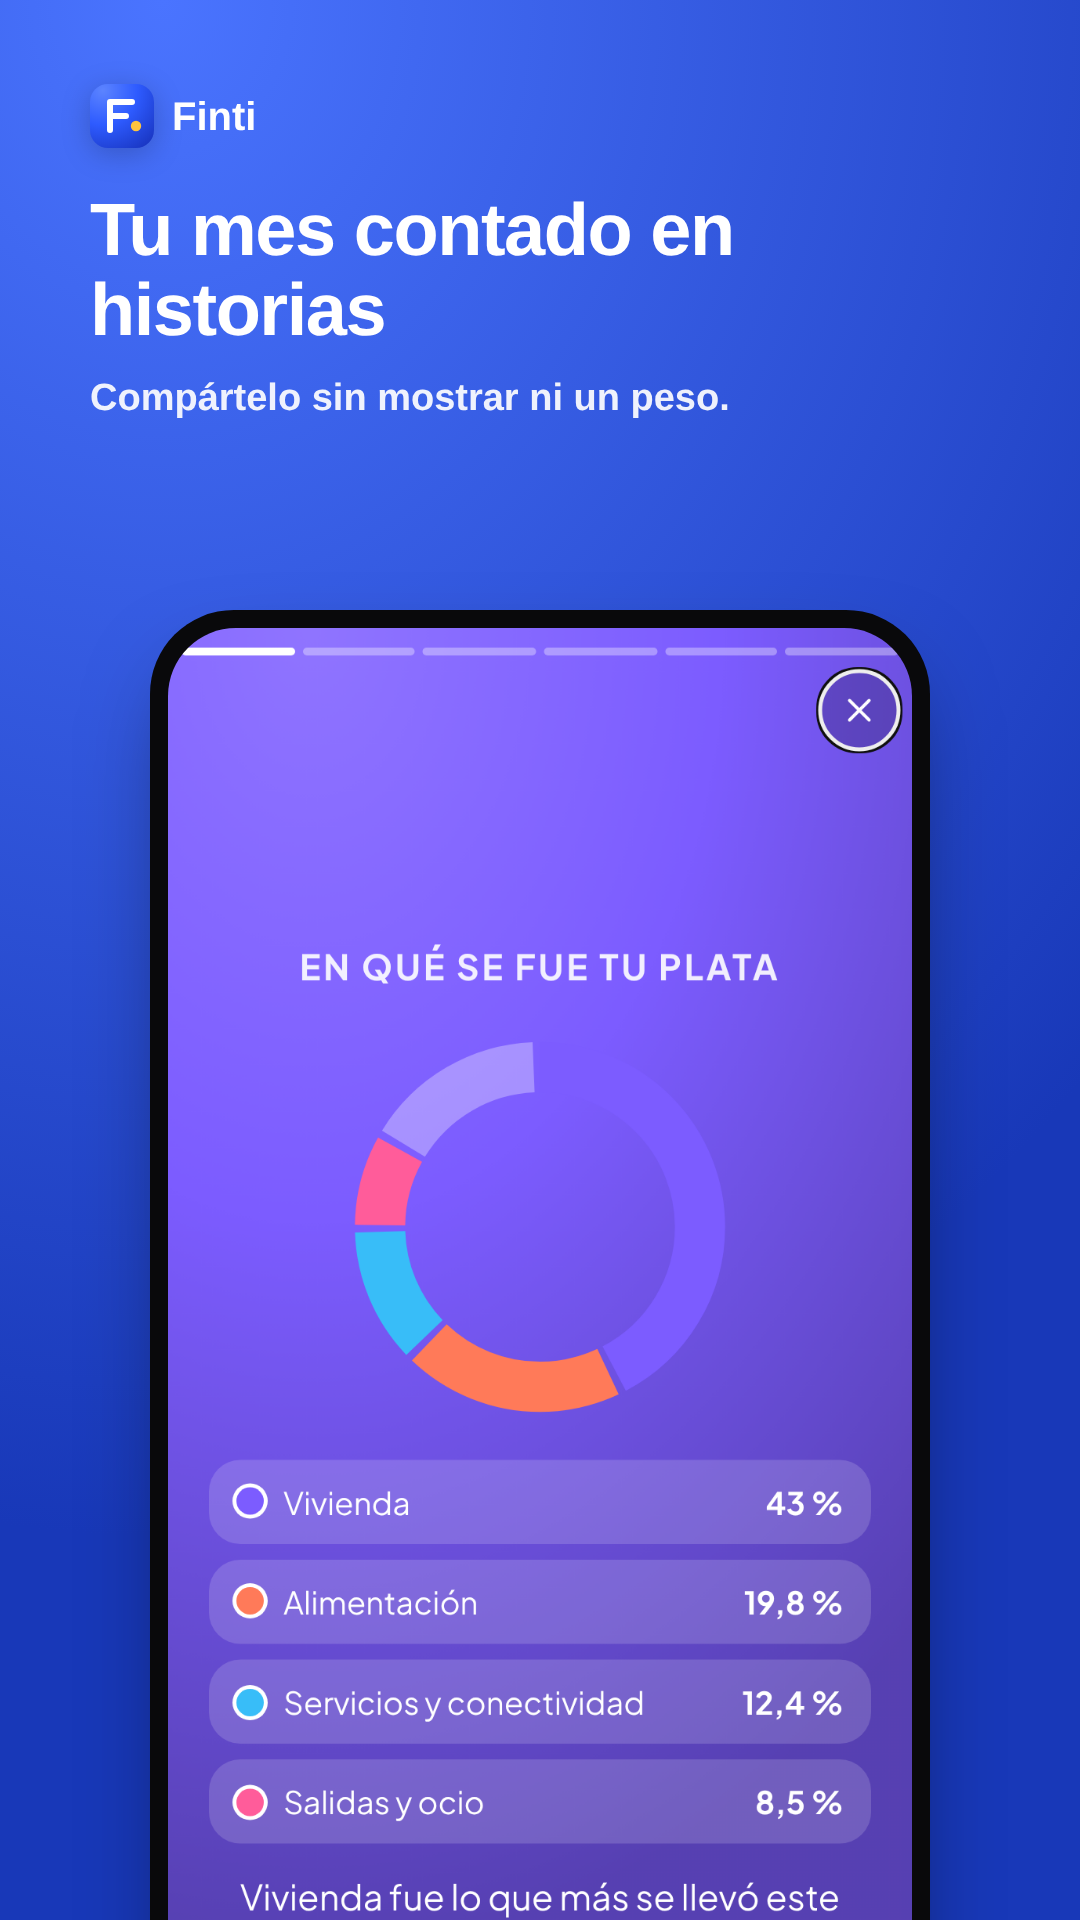 F.
Finti
Tu mes contado en
historias
Compártelo sin mostrar ni un peso.
EN QUÉ SE FUE TU PLATA
Vivienda 43 %
Alimentación 19,8 %
Servicios y conectividad 12,4 %
Salidas y ocio 8,5 %
Vivienda fue lo que más se llevó este